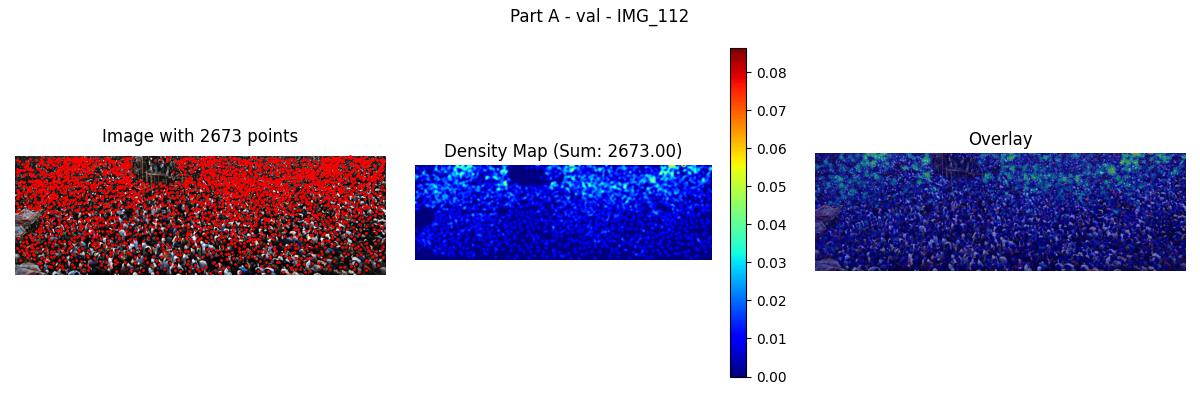 Part A - val - IMG_112
Image with 2673 points
Density Map (Sum: 2673.00)
Overlay
0.08
0.07
0.06
0.05
0.04
0.03
0.02
0.01
0.00